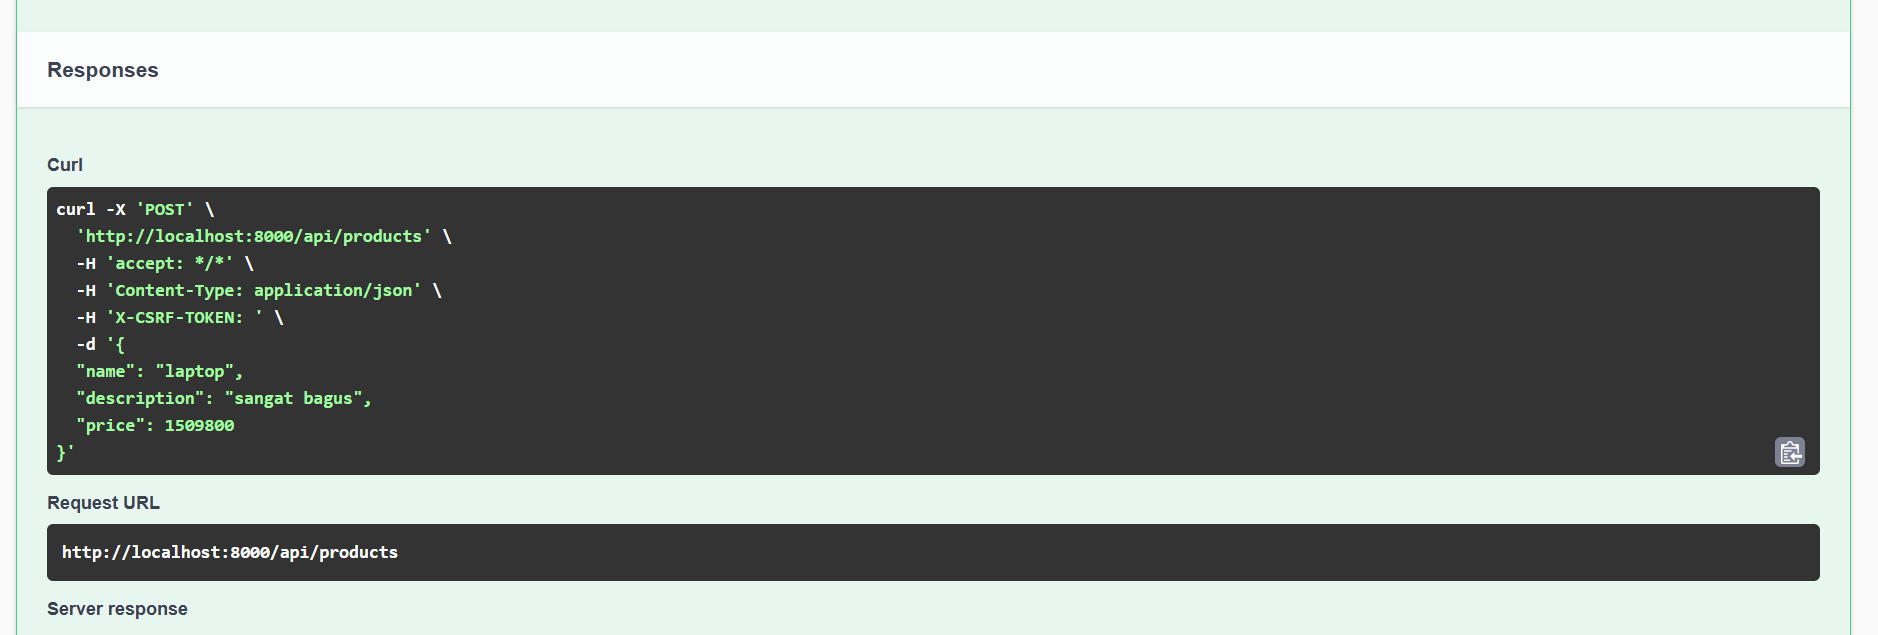 Responses
Curl
curl -X 'POST' \
'http://localhost:8000/api/products' \
-H 'accept: */*' \
-H 'Content-Type: application/json' \
-H 'X-CSRF-TOKEN: ' \
-d '{
"name": "laptop",
"description": "sangat bagus",
"price": 1509800
}'
Request URL
http://localhost:8000/api/products
Server response